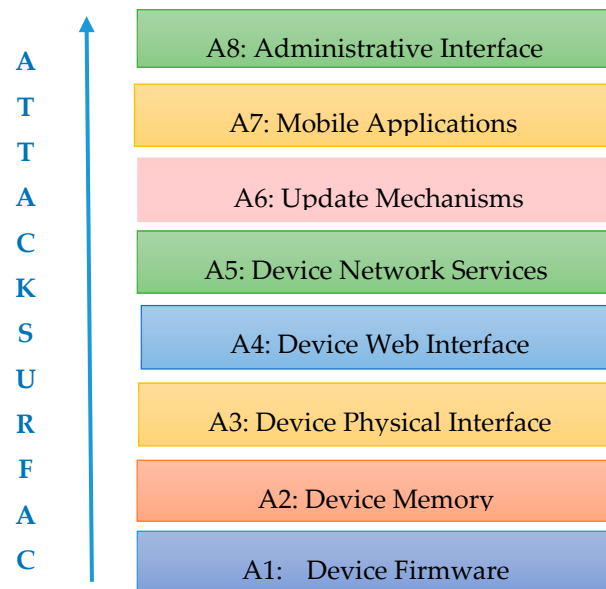 A
T
T
A
C
K
S
U
R
F
A
C
A8: Administrative Interface
A7: Mobile Applications
A6: Update Mechanisms
A5: Device Network Services
A4: Device Web Interface
A3: Device Physical Interface
A2: Device Memory
A1: Device Firmware